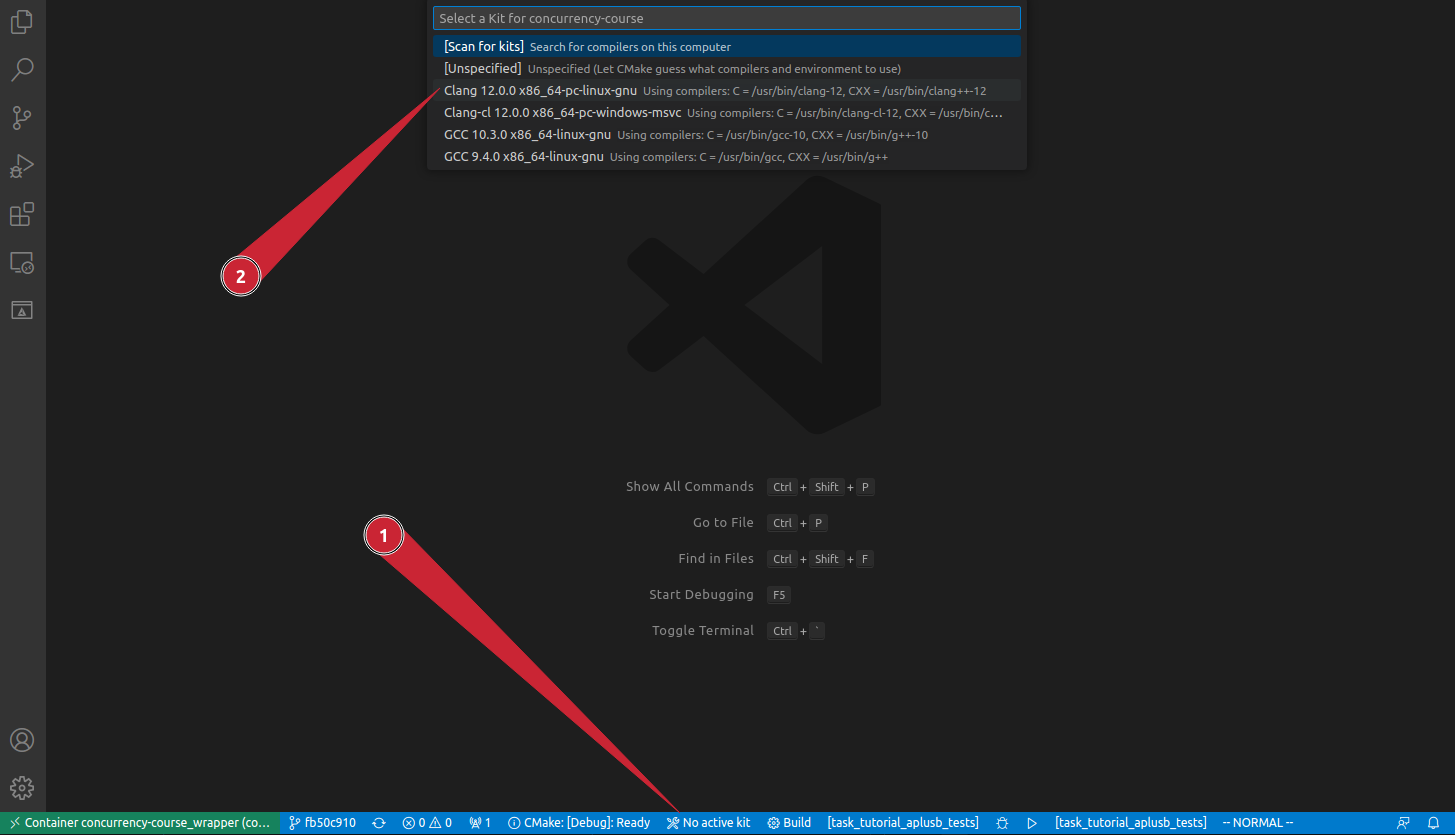 Select a Kit for concurrency-course
[Scan for kits] Search for compilers on this computer
[Unspecified] Unspecified (Let CMake guess what compilers and environment to use)
Clang 12.0.0 x86_64-pc-linux-gnu Using compilers: C = /usr/bin/clang-12, CXX = /usr/bin/clang++-12
Clang-cl 12.0.0 x86_64-pc-windows-msvc Using compilers: C = /usr/bin/clang-cl-12, CXX = /usr/bin/c...
GCC 10.3.0 x86_64-linux-gnu Using compilers: C = /usr/bin/gcc-10, CXX = /usr/bin/g++-10
GCC 9.4.0 x86_64-linux-gnu Using compilers: C = /usr/bin/gcc, CXX = /usr/bin/g++
2
Show All Commands Ctrl + Shift + P
Go to File Ctrl + P
1
Find in Files Ctrl + Shift + F
Start Debugging F5
Toggle Terminal Ctrl + `
Container concurrency-course_wrapper (co... fb50c910 0 0 1 CMake: [Debug]: Ready No active kit Build [task_tutorial_aplusb_tests] [task_tutorial_aplusb_tests] -- NORMAL --